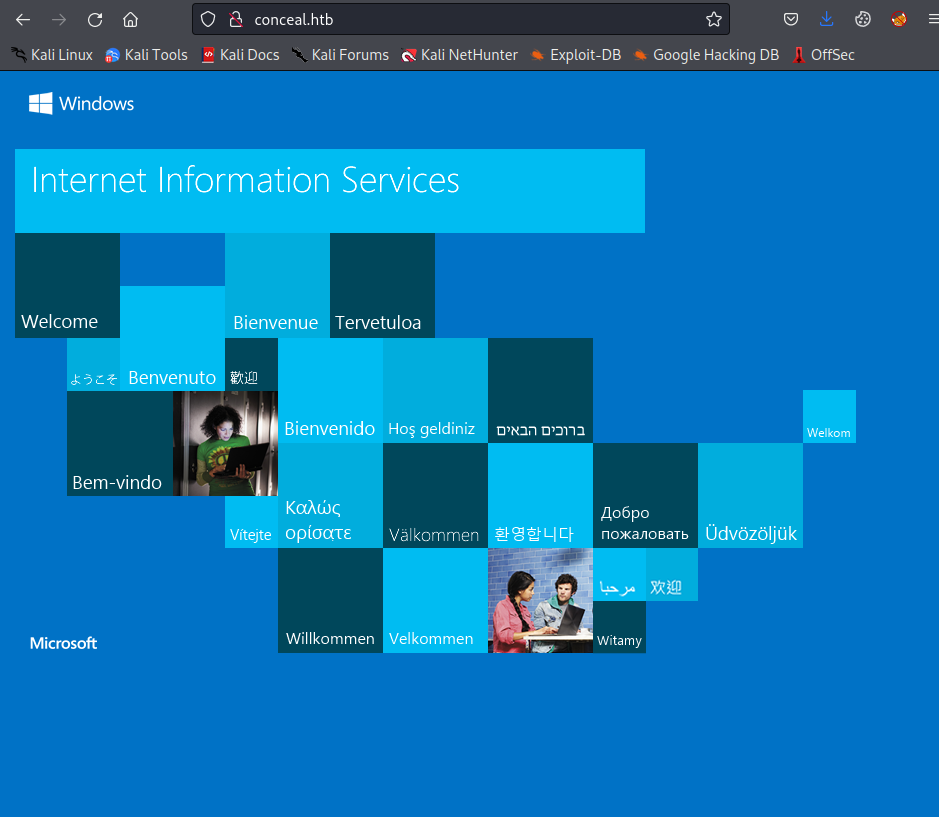 conceal.htb
Kali Linux Kali Tools Kali Docs Kali Forums Kali NetHunter Exploit-DB Google Hacking DB OffSec
Windows
Internet Information Services
Welcome
Bienvenue
Tervetuloa
ようこそ
Benvenuto
歡迎
Bienvenido
Hoş geldiniz
ברוכים הבאים
Welkom
Bem-vindo
Vítejte
Καλώς
ορίσατε
Välkommen
환영합니다
Добро
пожаловать
Üdvözöljük
Microsoft
Willkommen
Velkommen
مرحبا
欢迎
Witamy